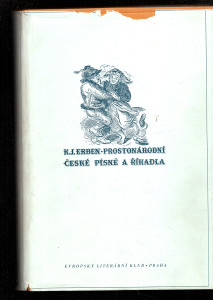 K.J.ERBEN·PROSTONÁRODNÍ
ČESKÉ PÍSNĚ A ŘÍKADLA
EVROPSKÝ LITERÁRNÍ KLUB · PRAHA